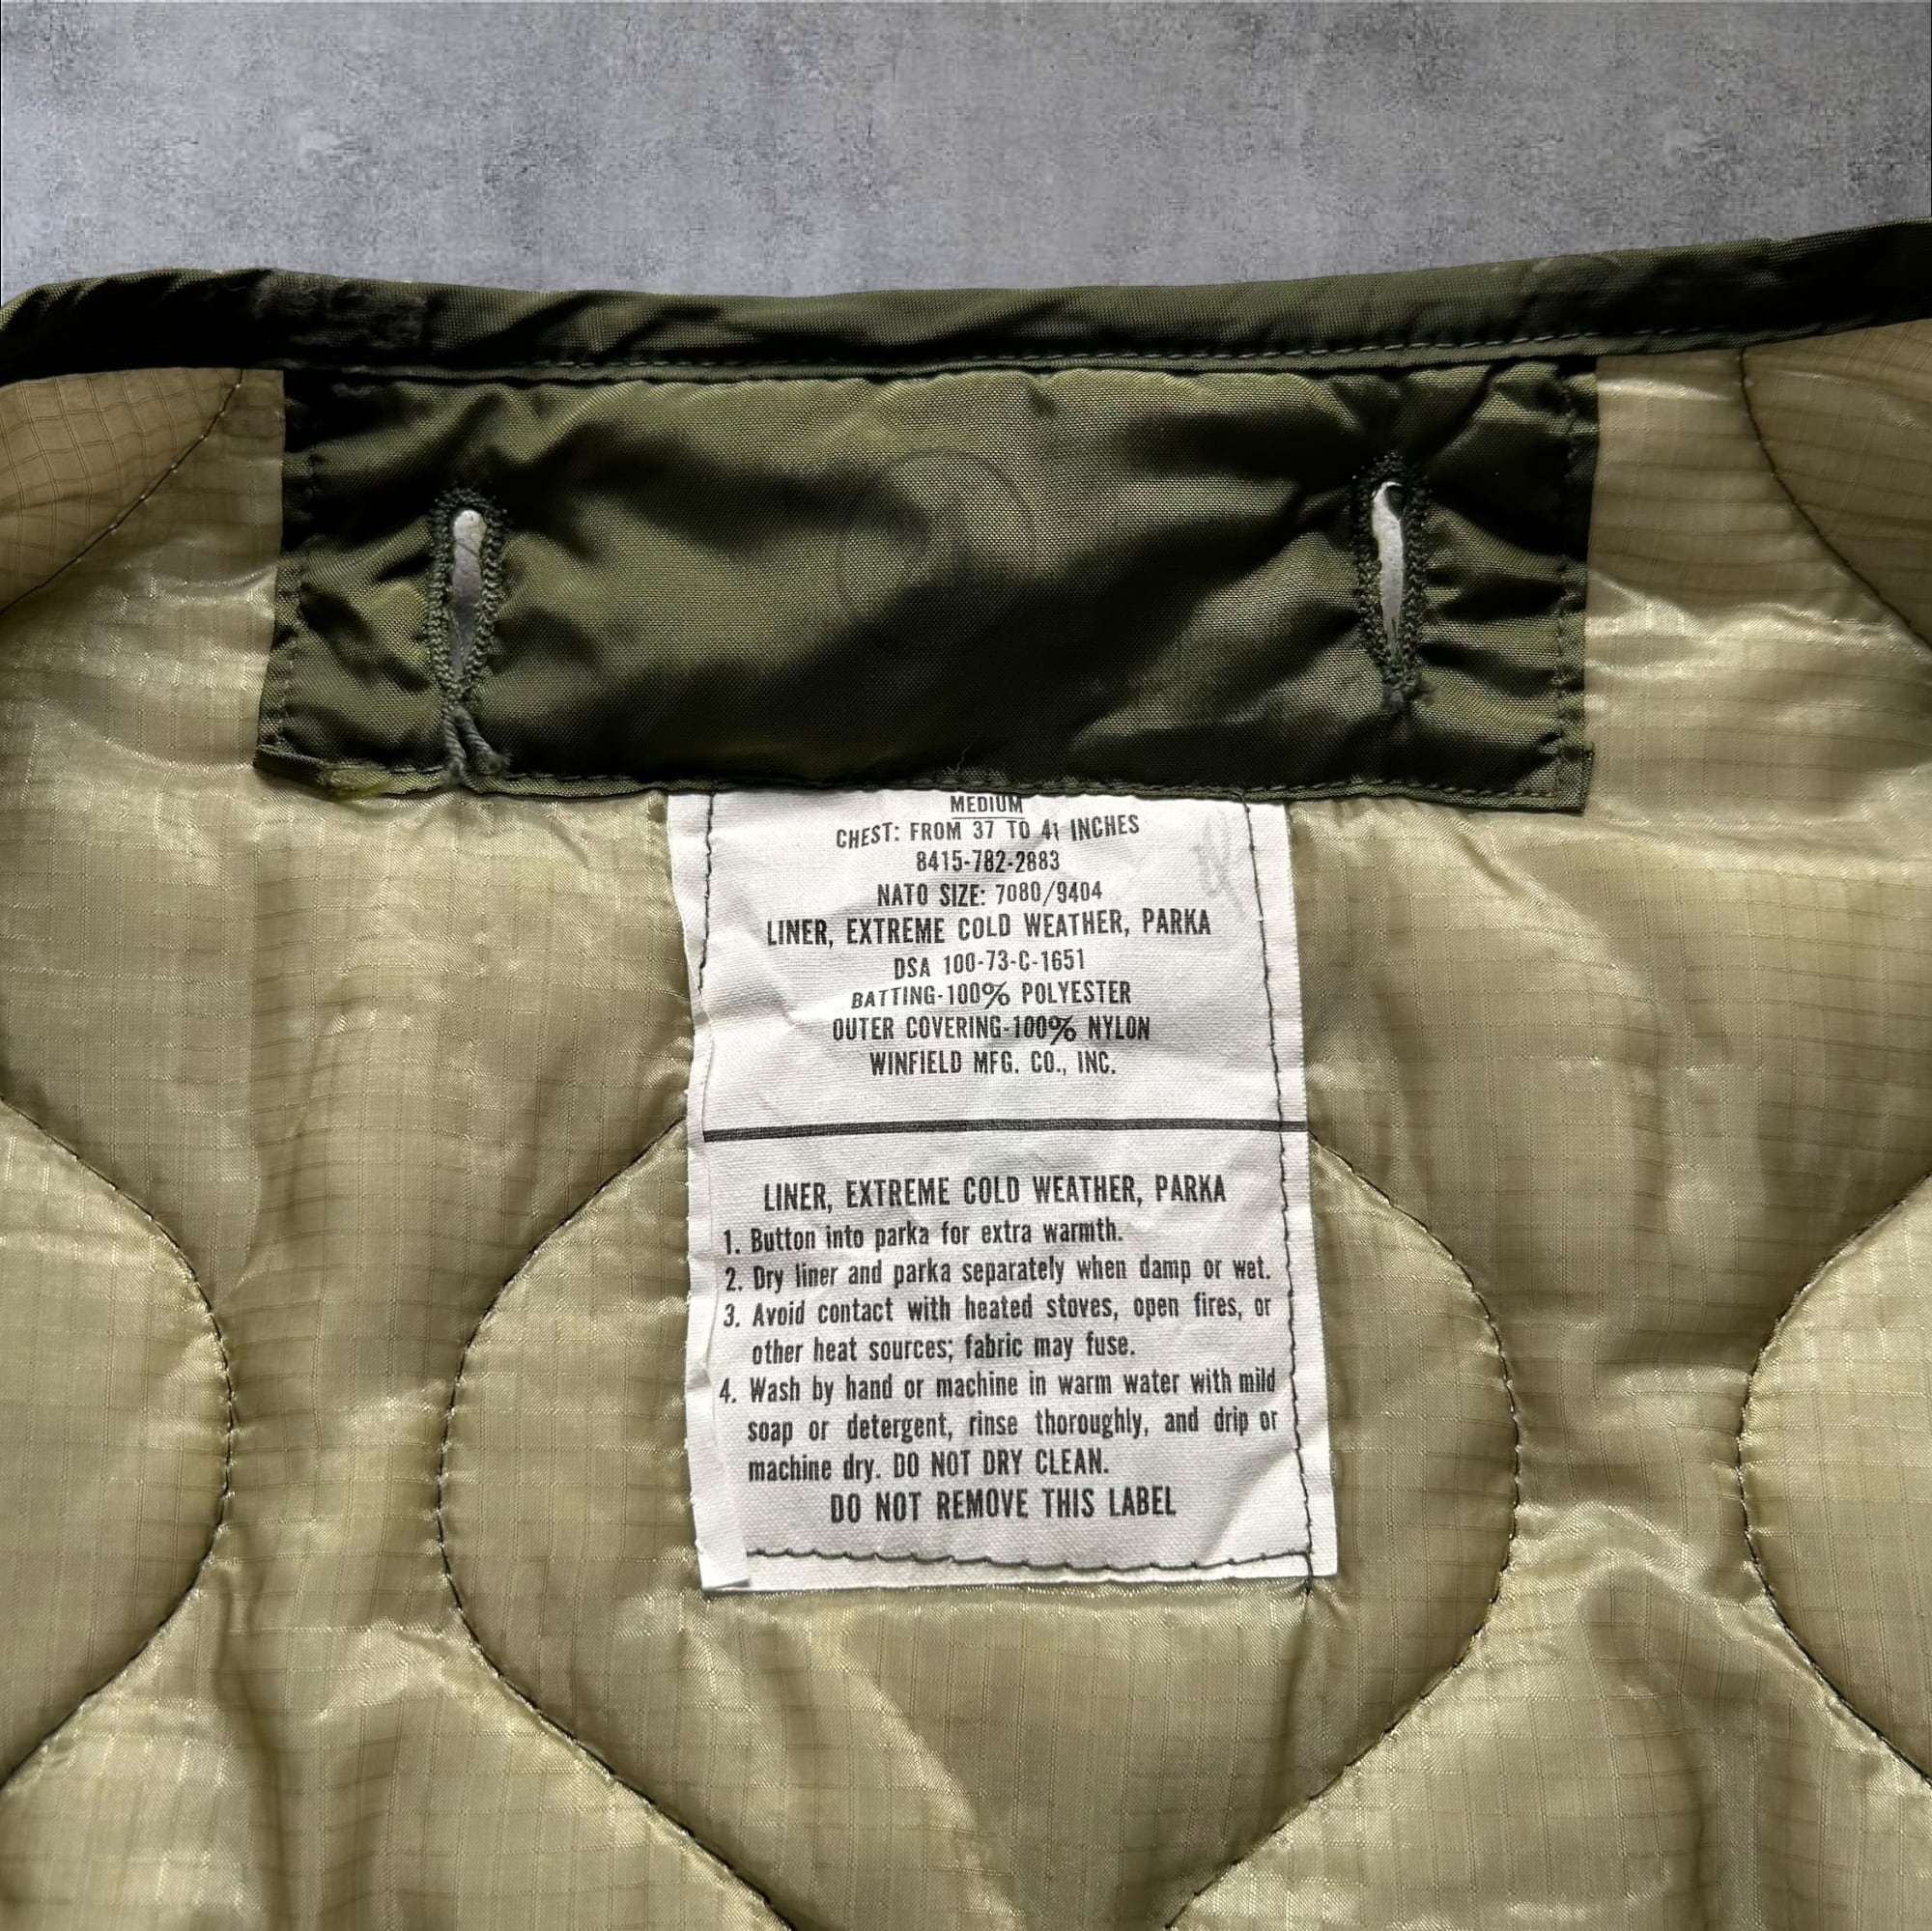 MEDIUM
CHEST: FROM 37 TO 41 INCHES
8415-782-2883
NATO SIZE: 7080/9404
LINER, EXTREME COLD WEATHER, PARKA
DSA 100-73-C-1651
BATTING-100% POLYESTER
OUTER COVERING-100% NYLON
WINFIELD MFG. CO., INC.
LINER, EXTREME COLD WEATHER, PARKA
1. Button into parka for extra warmth.
2. Dry liner and parka separately when damp or wet.
3. Avoid contact with heated stoves, open fires, or
other heat sources; fabric may fuse.
4. Wash by hand or machine in warm water with mild
soap or detergent, rinse thoroughly, and drip or
machine dry. DO NOT DRY CLEAN.
DO NOT REMOVE THIS LABEL